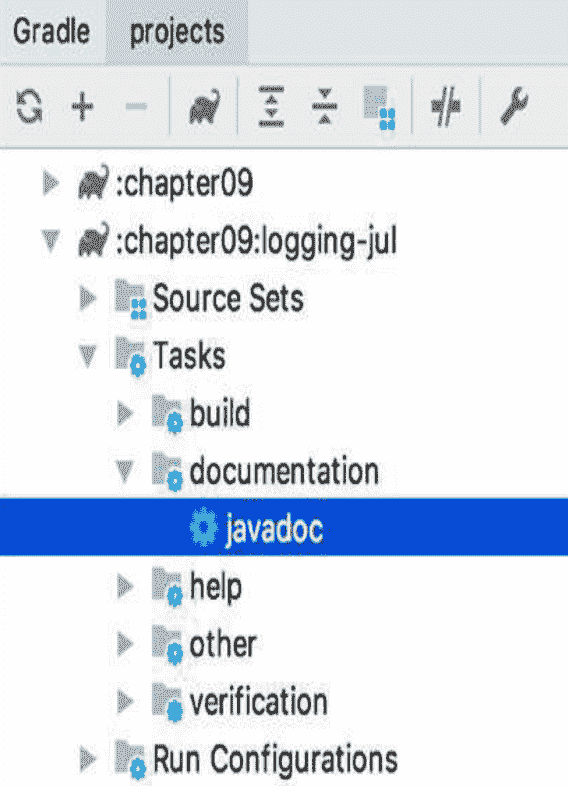 Gradle projects
:chapter09
:chapter09:logging-jul
Source Sets
Tasks
build
documentation
javadoc
help
other
verification
Run Configurations